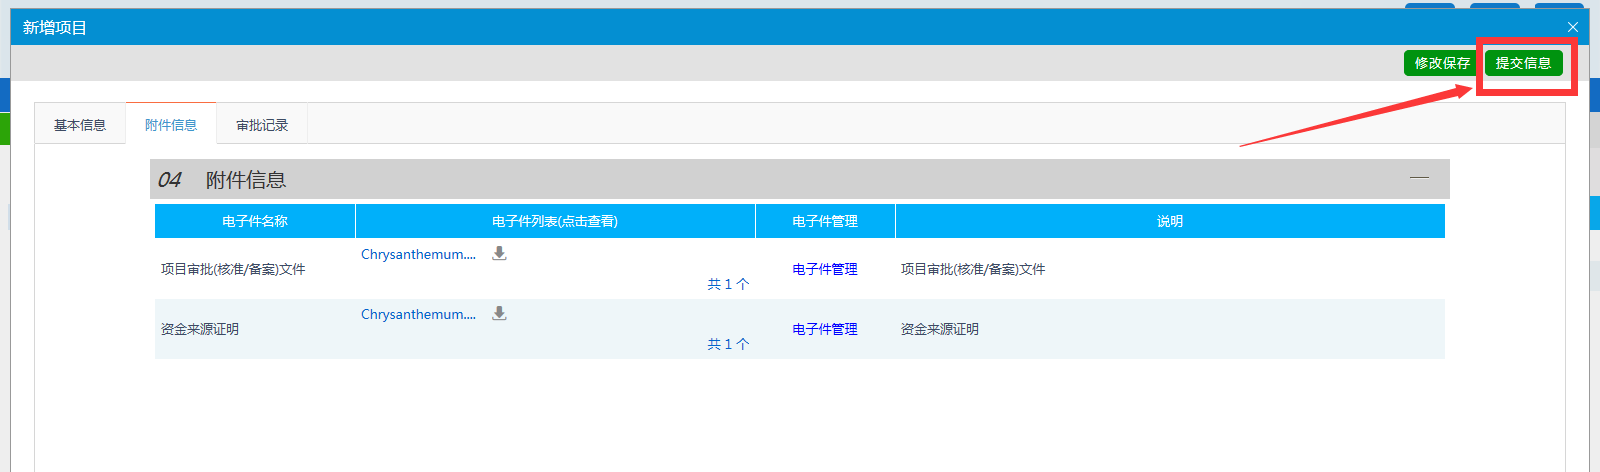 新增项目
修改保存 提交信息
基本信息 附件信息 审批记录
04 附件信息
电子件名称 电子件列表(点击查看) 电子件管理 说明
Chrysanthemum....
项目审批(核准/备案)文件 电子件管理 项目审批(核准/备案)文件
共 1 个
Chrysanthemum....
资金来源证明 电子件管理 资金来源证明
共 1 个